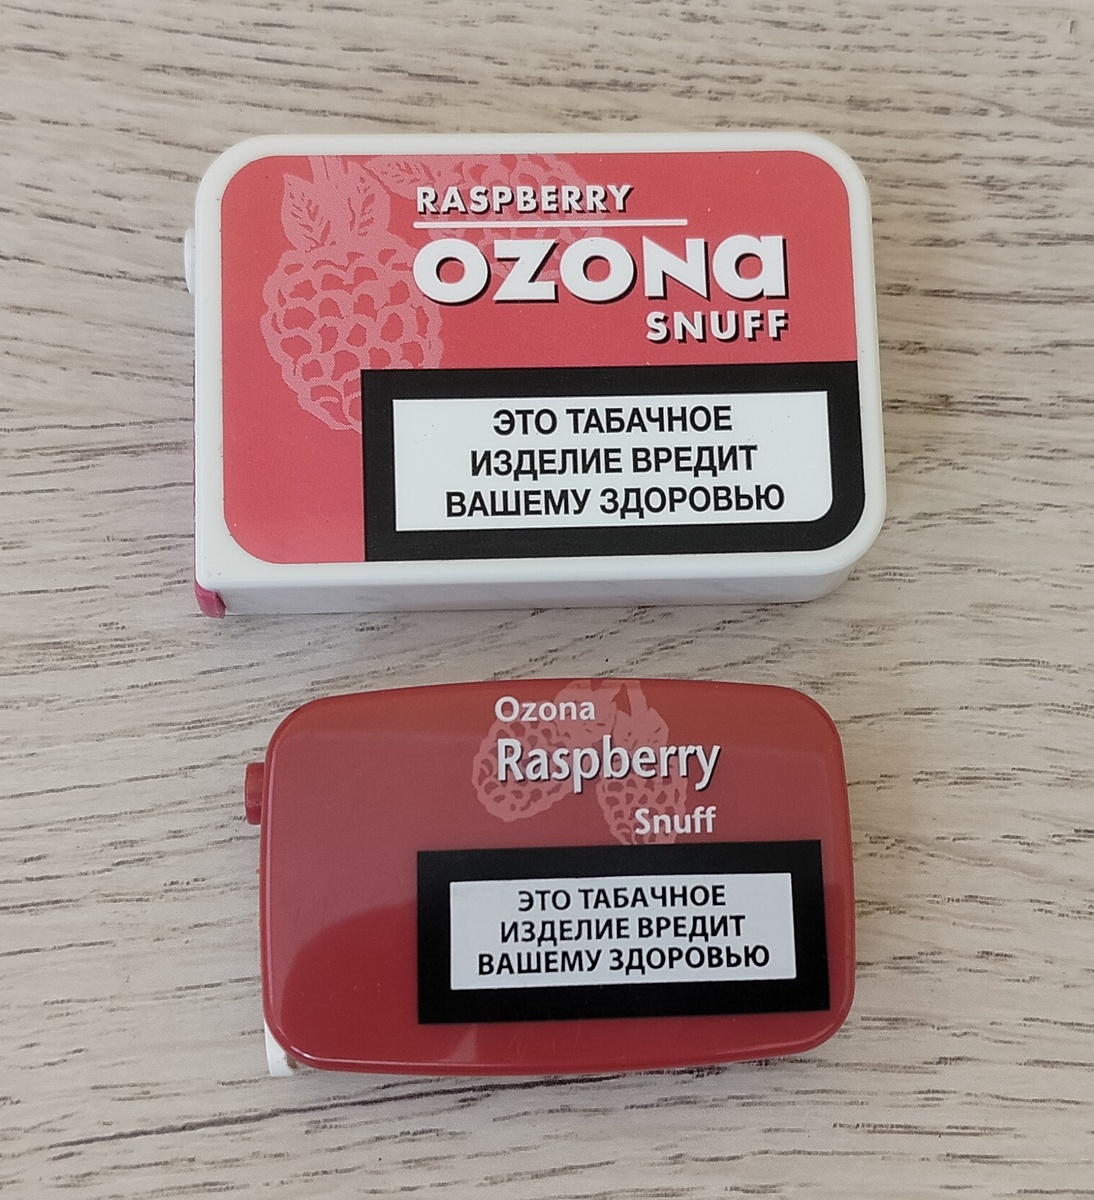 RASPBERRY
OZONA
SNUFF
ЭТО ТАБАЧНОЕ
ИЗДЕЛИЕ ВРЕДИТ
ВАШЕМУ ЗДОРОВЬЮ
Ozona
Raspberry
Snuff
ЭТО ТАБАЧНОЕ
ИЗДЕЛИЕ ВРЕДИТ
ВАШЕМУ ЗДОРОВЬЮ